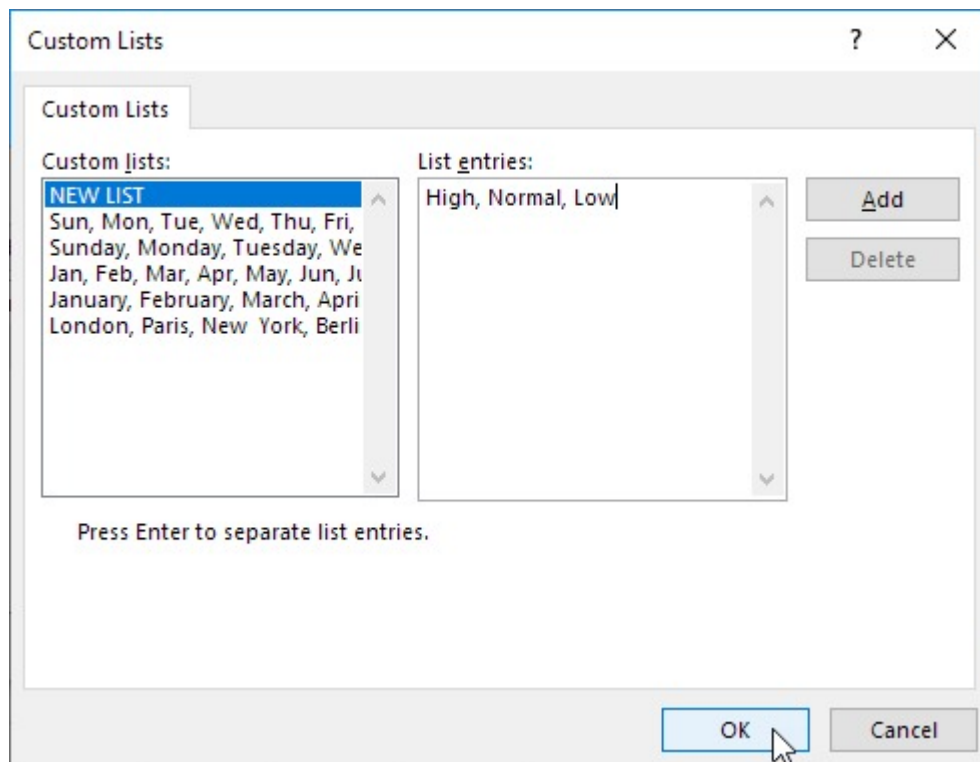 Custom Lists
?
Custom Lists
Custom lists:
NEW LIST
Sun, Mon, Tue, Wed, Thu, Fri,
Sunday, Monday, Tuesday, We
Jan, Feb, Mar, Apr, May, Jun, Ju
January, February, March, Apri
London, Paris, New York, Berli
List entries:
High, Normal, Low
Add
Delete
Press Enter to separate list entries.
OK
Cancel